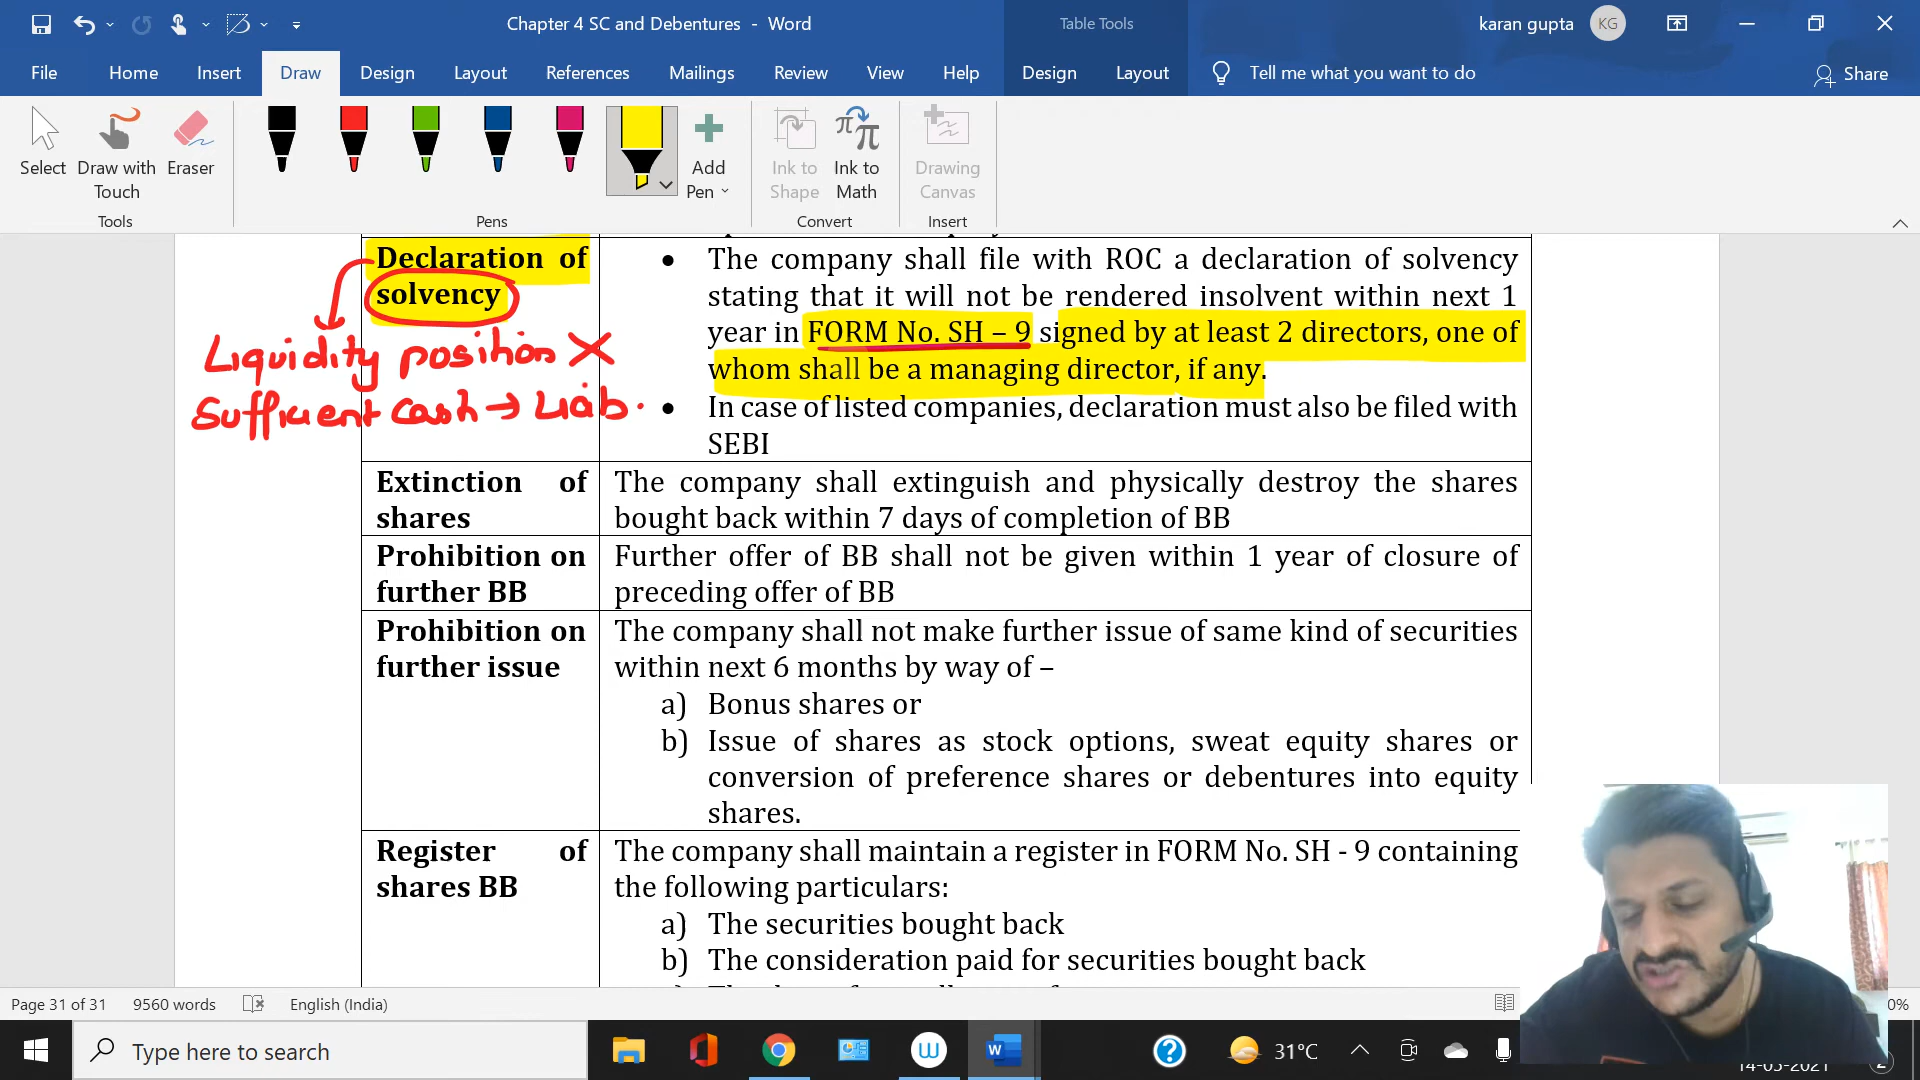 Chapter 4 SC and Debentures - Word
Table Tools
karan gupta
KG
File
Home
Insert
Draw
Design
Layout
References
Mailings
Review
View
Help
Design
Layout
Tell me what you want to do
Share
Select
Draw with Touch
Eraser
Add Pen
Ink to Shape
Ink to Math
Drawing Canvas
Tools
Pens
Convert
Insert
Declaration of
solvency
Liquidity position X
Sufficient cash → Liab.
• The company shall file with ROC a declaration of solvency
stating that it will not be rendered insolvent within next 1
year in FORM No. SH – 9 signed by at least 2 directors, one of
whom shall be a managing director, if any.
• In case of listed companies, declaration must also be filed with
SEBI
Extinction of
shares
The company shall extinguish and physically destroy the shares
bought back within 7 days of completion of BB
Prohibition on
further BB
Further offer of BB shall not be given within 1 year of closure of
preceding offer of BB
Prohibition on
further issue
The company shall not make further issue of same kind of securities
within next 6 months by way of –
a) Bonus shares or
b) Issue of shares as stock options, sweat equity shares or
conversion of preference shares or debentures into equity
shares.
Register of
shares BB
The company shall maintain a register in FORM No. SH - 9 containing
the following particulars:
a) The securities bought back
b) The consideration paid for securities bought back
Page 31 of 31
9560 words
English (India)
0%
Type here to search
31°C